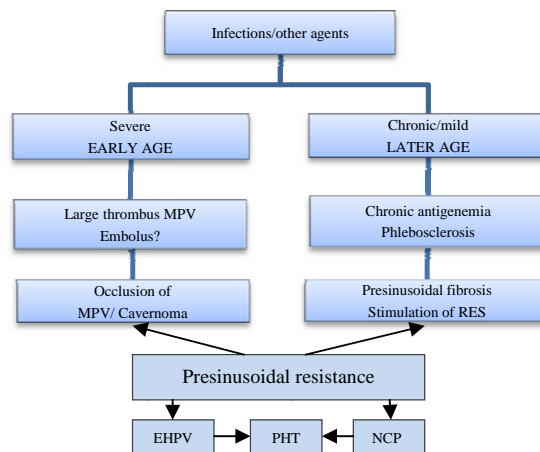 Infections/other agents
Severe
EARLY AGE
Chronic/mild
LATER AGE
Large thrombus MPV
Embolus?
Chronic antigenemia
Phlebosclerosis
Occlusion of
MPV/ Cavernoma
Presinusoidal fibrosis
Stimulation of RES
Presinusoidal resistance
EHPV
PHT
NCP